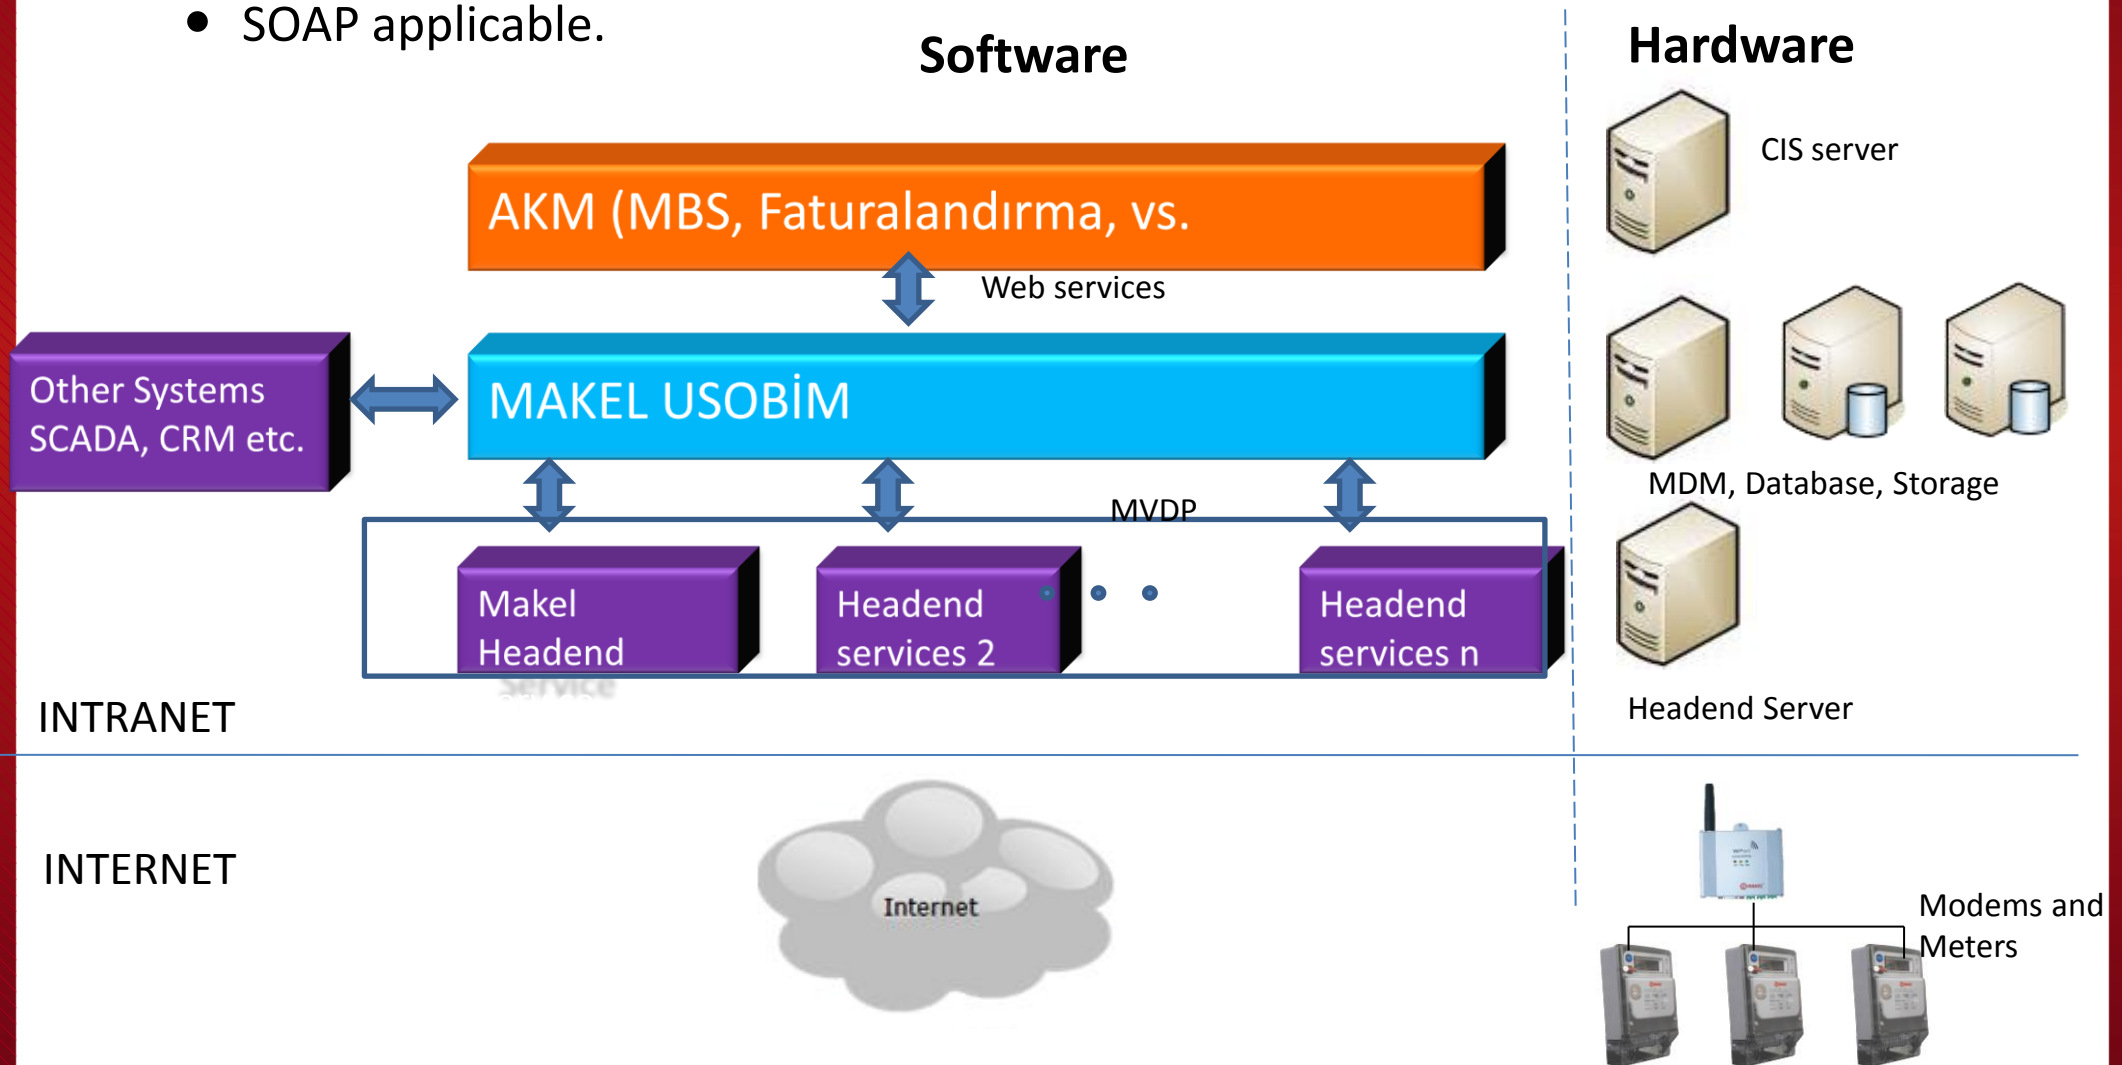 • SOAP applicable.
Software
Hardware
CIS server
AKM (MBS, Faturalandırma, vs.
Web services
Other Systems
SCADA, CRM etc.
MAKEL USOBİM
MDM, Database, Storage
MVDP
Makel
Headend
Service
Headend
services 2
Headend
services n
Headend Server
INTRANET
INTERNET
Internet
Modems and
Meters